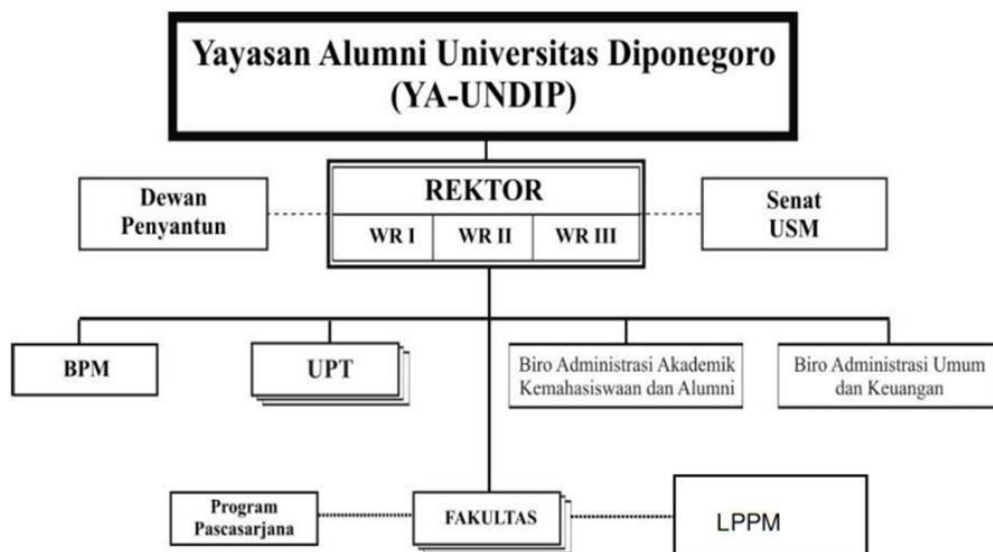 Yayasan Alumni Universitas Diponegoro
(YA-UNDIP)
Dewan
Penyantun
REKTOR
WR I WR II WR III
Senat
USM
BPM
UPT
Biro Administrasi Akademik
Kemahasiswaan dan Alumni
Biro Administrasi Umum
dan Keuangan
Program
Pascasarjana
FAKULTAS
LPPM